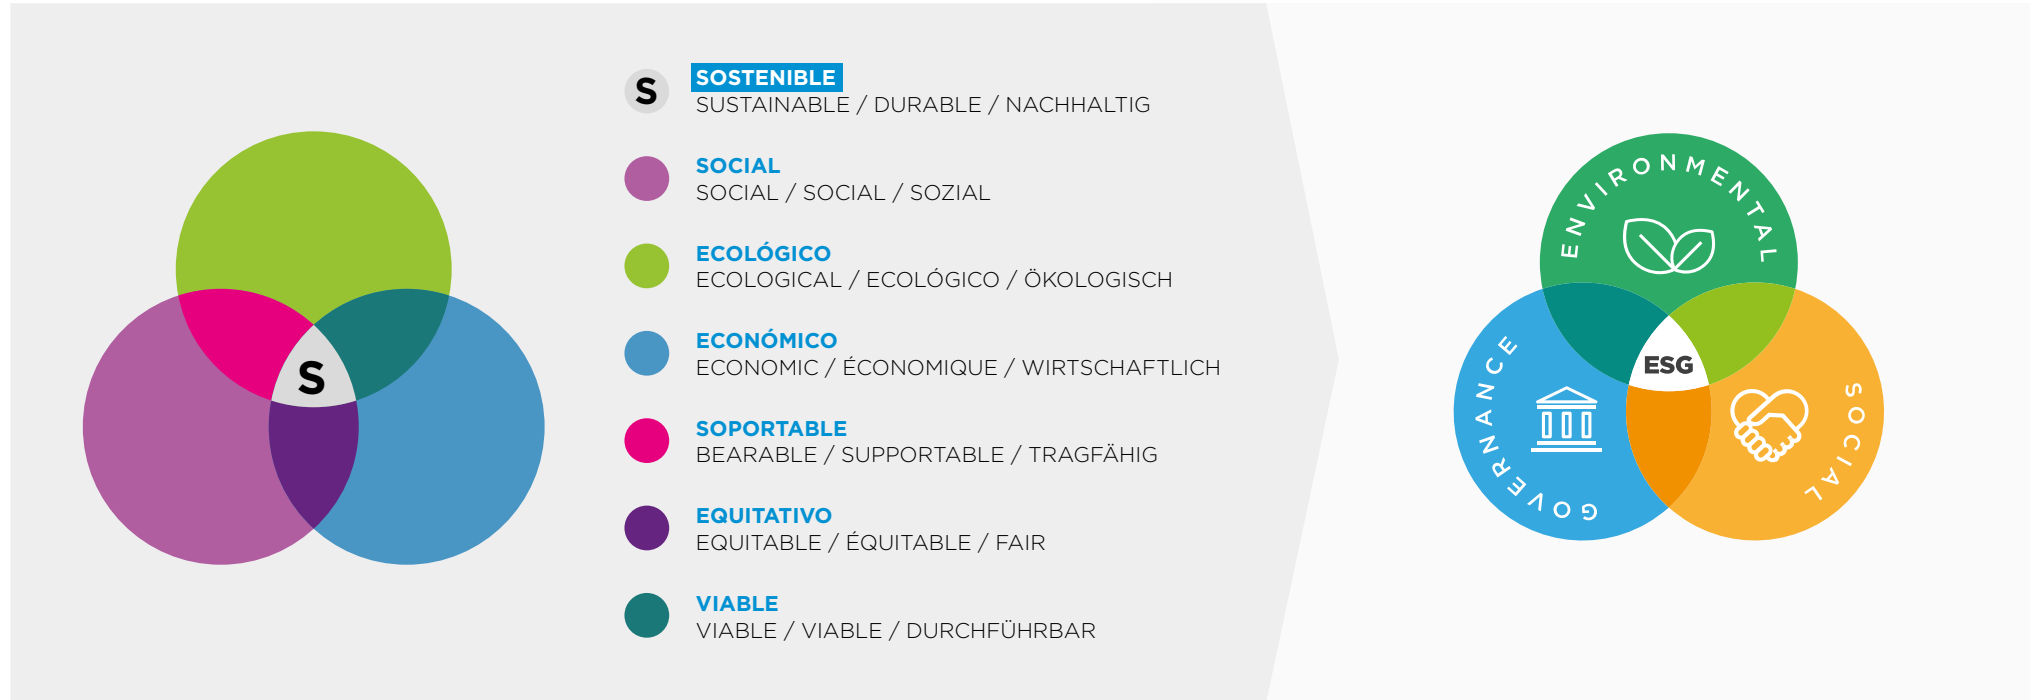 S
S
SOSTENIBLE
SUSTAINABLE / DURABLE / NACHHALTIG
SOCIAL
SOCIAL / SOCIAL / SOZIAL
ECOLÓGICO
ECOLOGICAL / ECOLÓGICO / ÖKOLOGISCH
ECONÓMICO
ECONOMIC / ÉCONOMIQUE / WIRTSCHAFTLICH
SOPORTABLE
BEARABLE / SUPPORTABLE / TRAGFÄHIG
EQUITATIVO
EQUITABLE / ÉQUITABLE / FAIR
VIABLE
VIABLE / VIABLE / DURCHFÜHRBAR
ENVIRONMENTAL
ESG
GOVERNANCE
SOCIAL